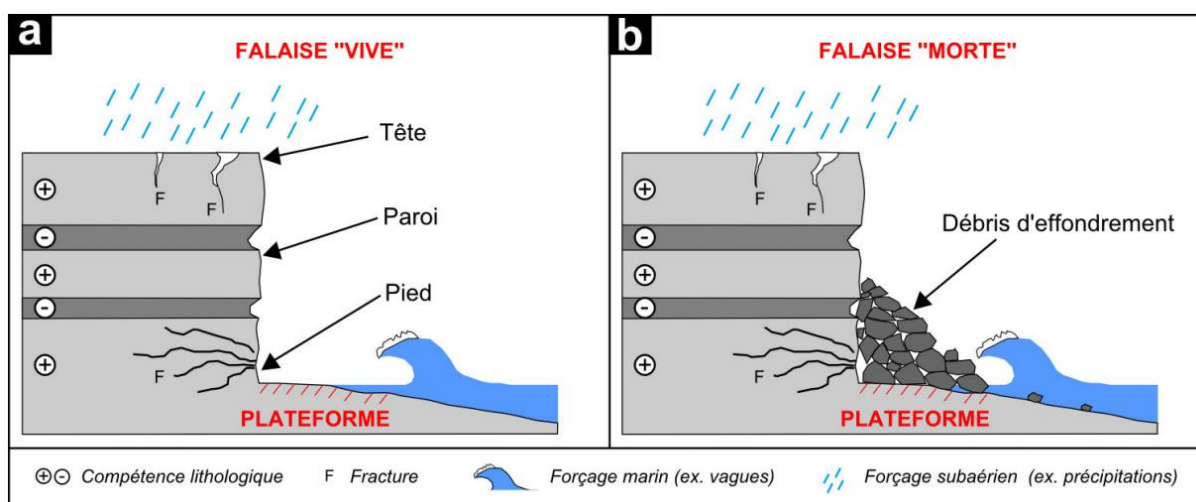 a
FALAISE "VIVE"
Tête
F
F
Paroi
Pied
F
PLATEFORME
b
FALAISE "MORTE"
F
F
Débris d'effondrement
F
PLATEFORME
+ - Compétence lithologique F Fracture Forçage marin (ex. vagues) Forçage subaérien (ex. précipitations)